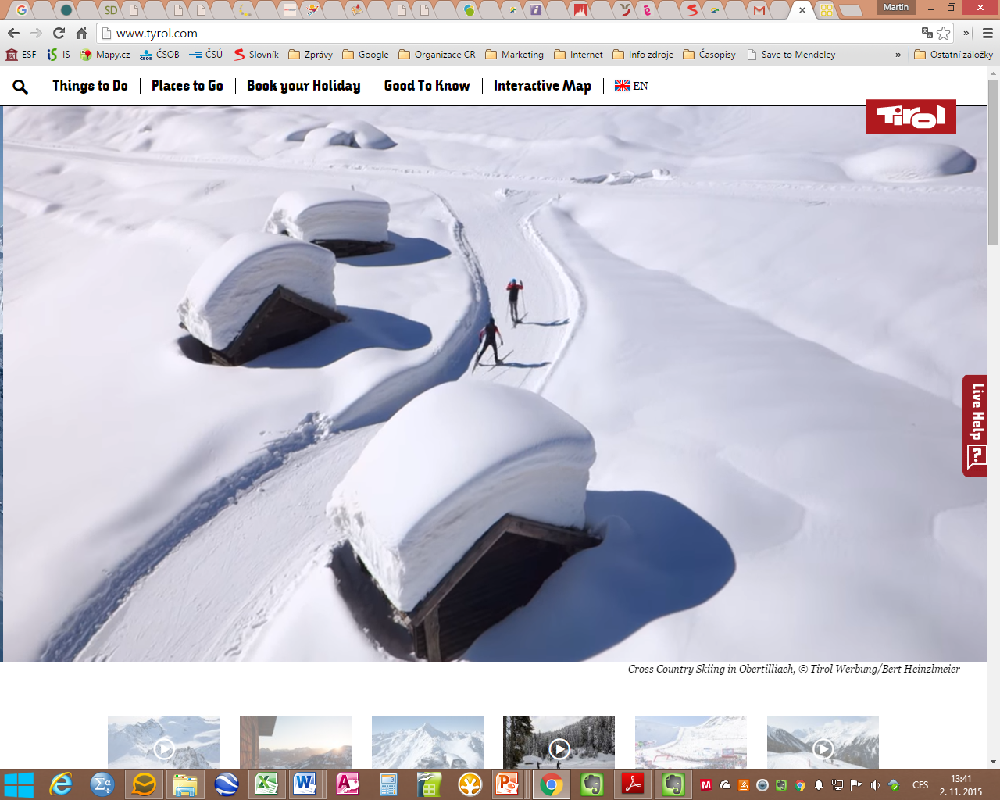 SD
Martin
www.tyrol.com
ESF IS Mapy.cz ČSOB ČSÚ Slovník Zprávy Google Organizace CR Marketing Internet Info zdroje Časopisy Save to Mendeley » Ostatní záložky
Things to Do Places to Go Book your Holiday Good To Know Interactive Map EN
Tirol
Live Help ?
Cross Country Skiing in Obertilliach, © Tirol Werbung/Bert Heinzlmeier
CES
13:41
2. 11. 2015